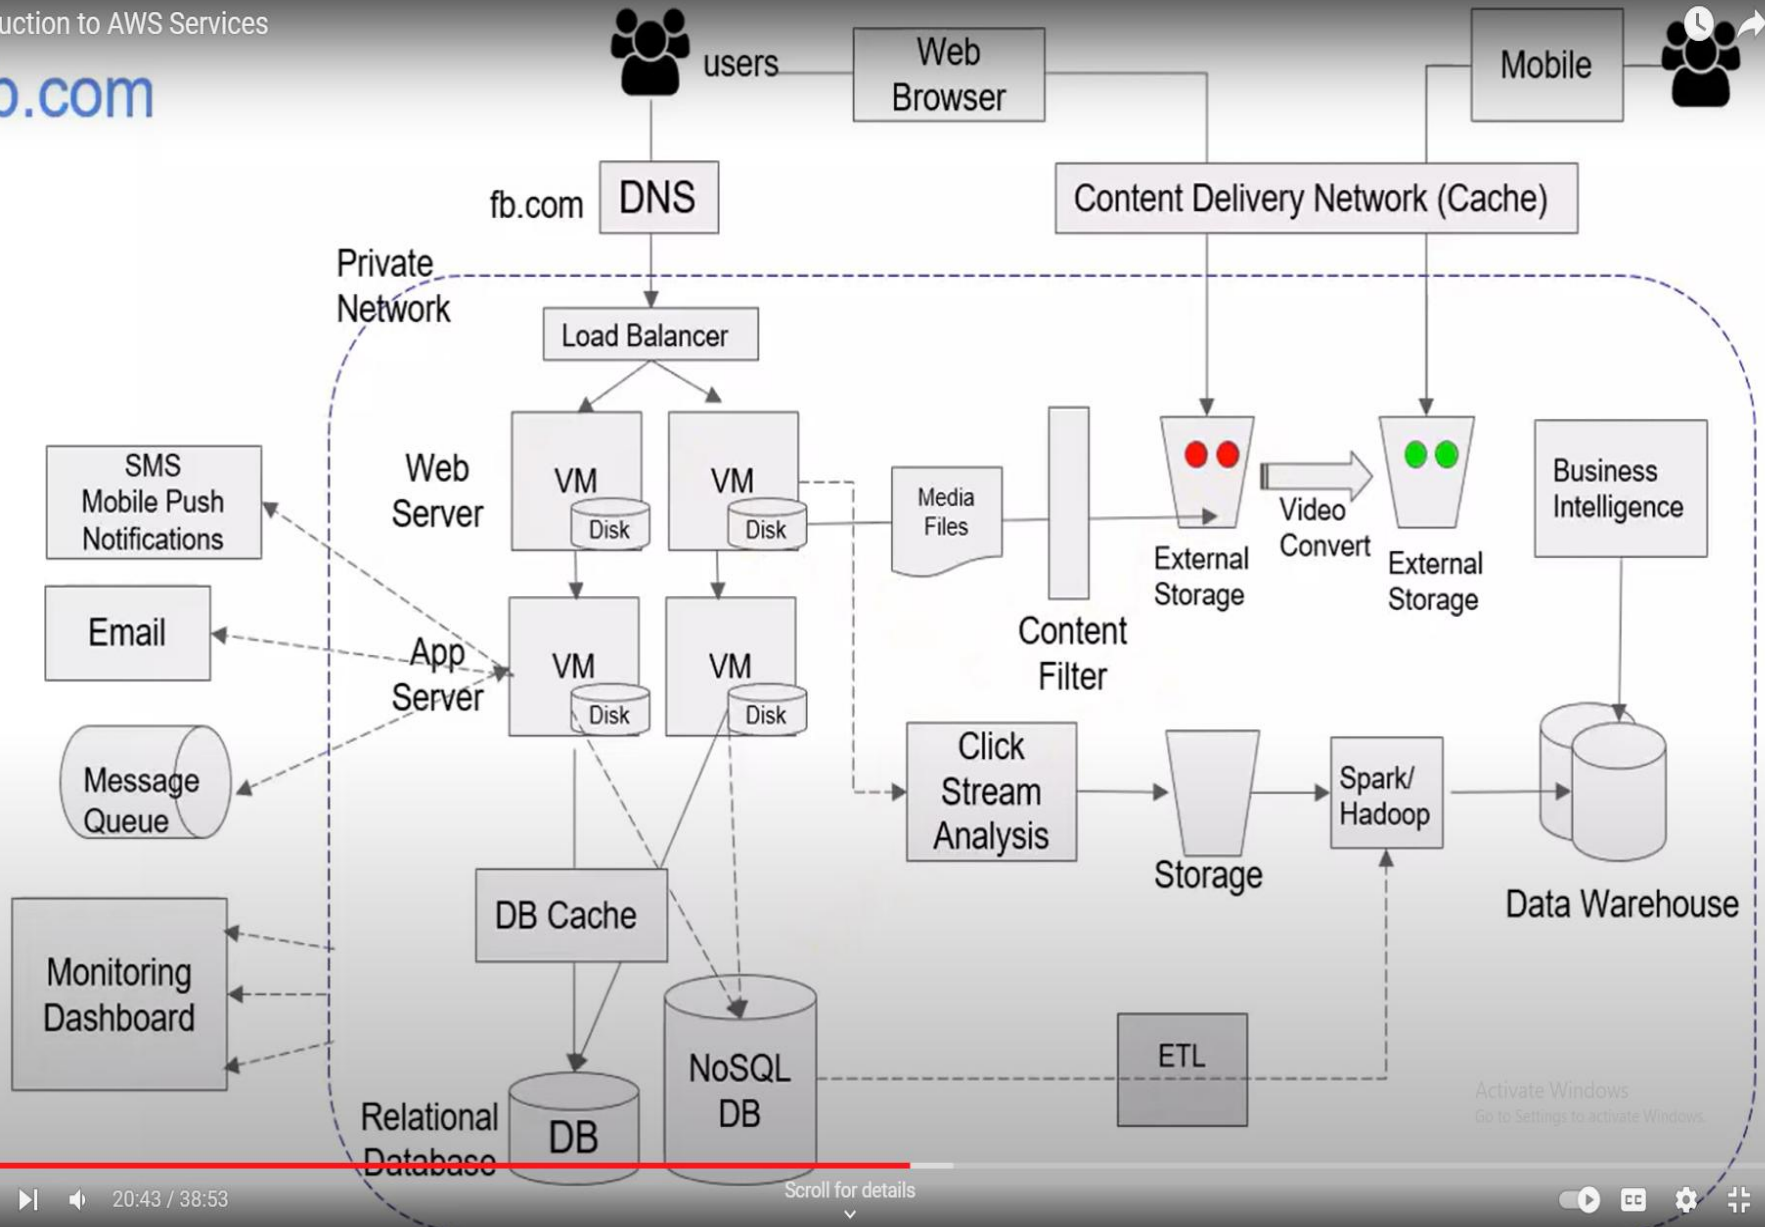 uction to AWS Services
b.com
users
Web
Browser
Mobile
fb.com
DNS
Content Delivery Network (Cache)
Private
Network
Load Balancer
Web
Server
VM
Disk
VM
Disk
SMS
Mobile Push
Notifications
Media
Files
Content
Filter
External
Storage
Video
Convert
External
Storage
Business
Intelligence
Email
App
Server
VM
Disk
VM
Disk
Message
Queue
Click
Stream
Analysis
Storage
Spark/
Hadoop
Data Warehouse
DB Cache
Monitoring
Dashboard
NoSQL
DB
ETL
Relational
Database
DB
Activate Windows
Go to Settings to activate Windows.
20:43 / 38:53
Scroll for details
CC